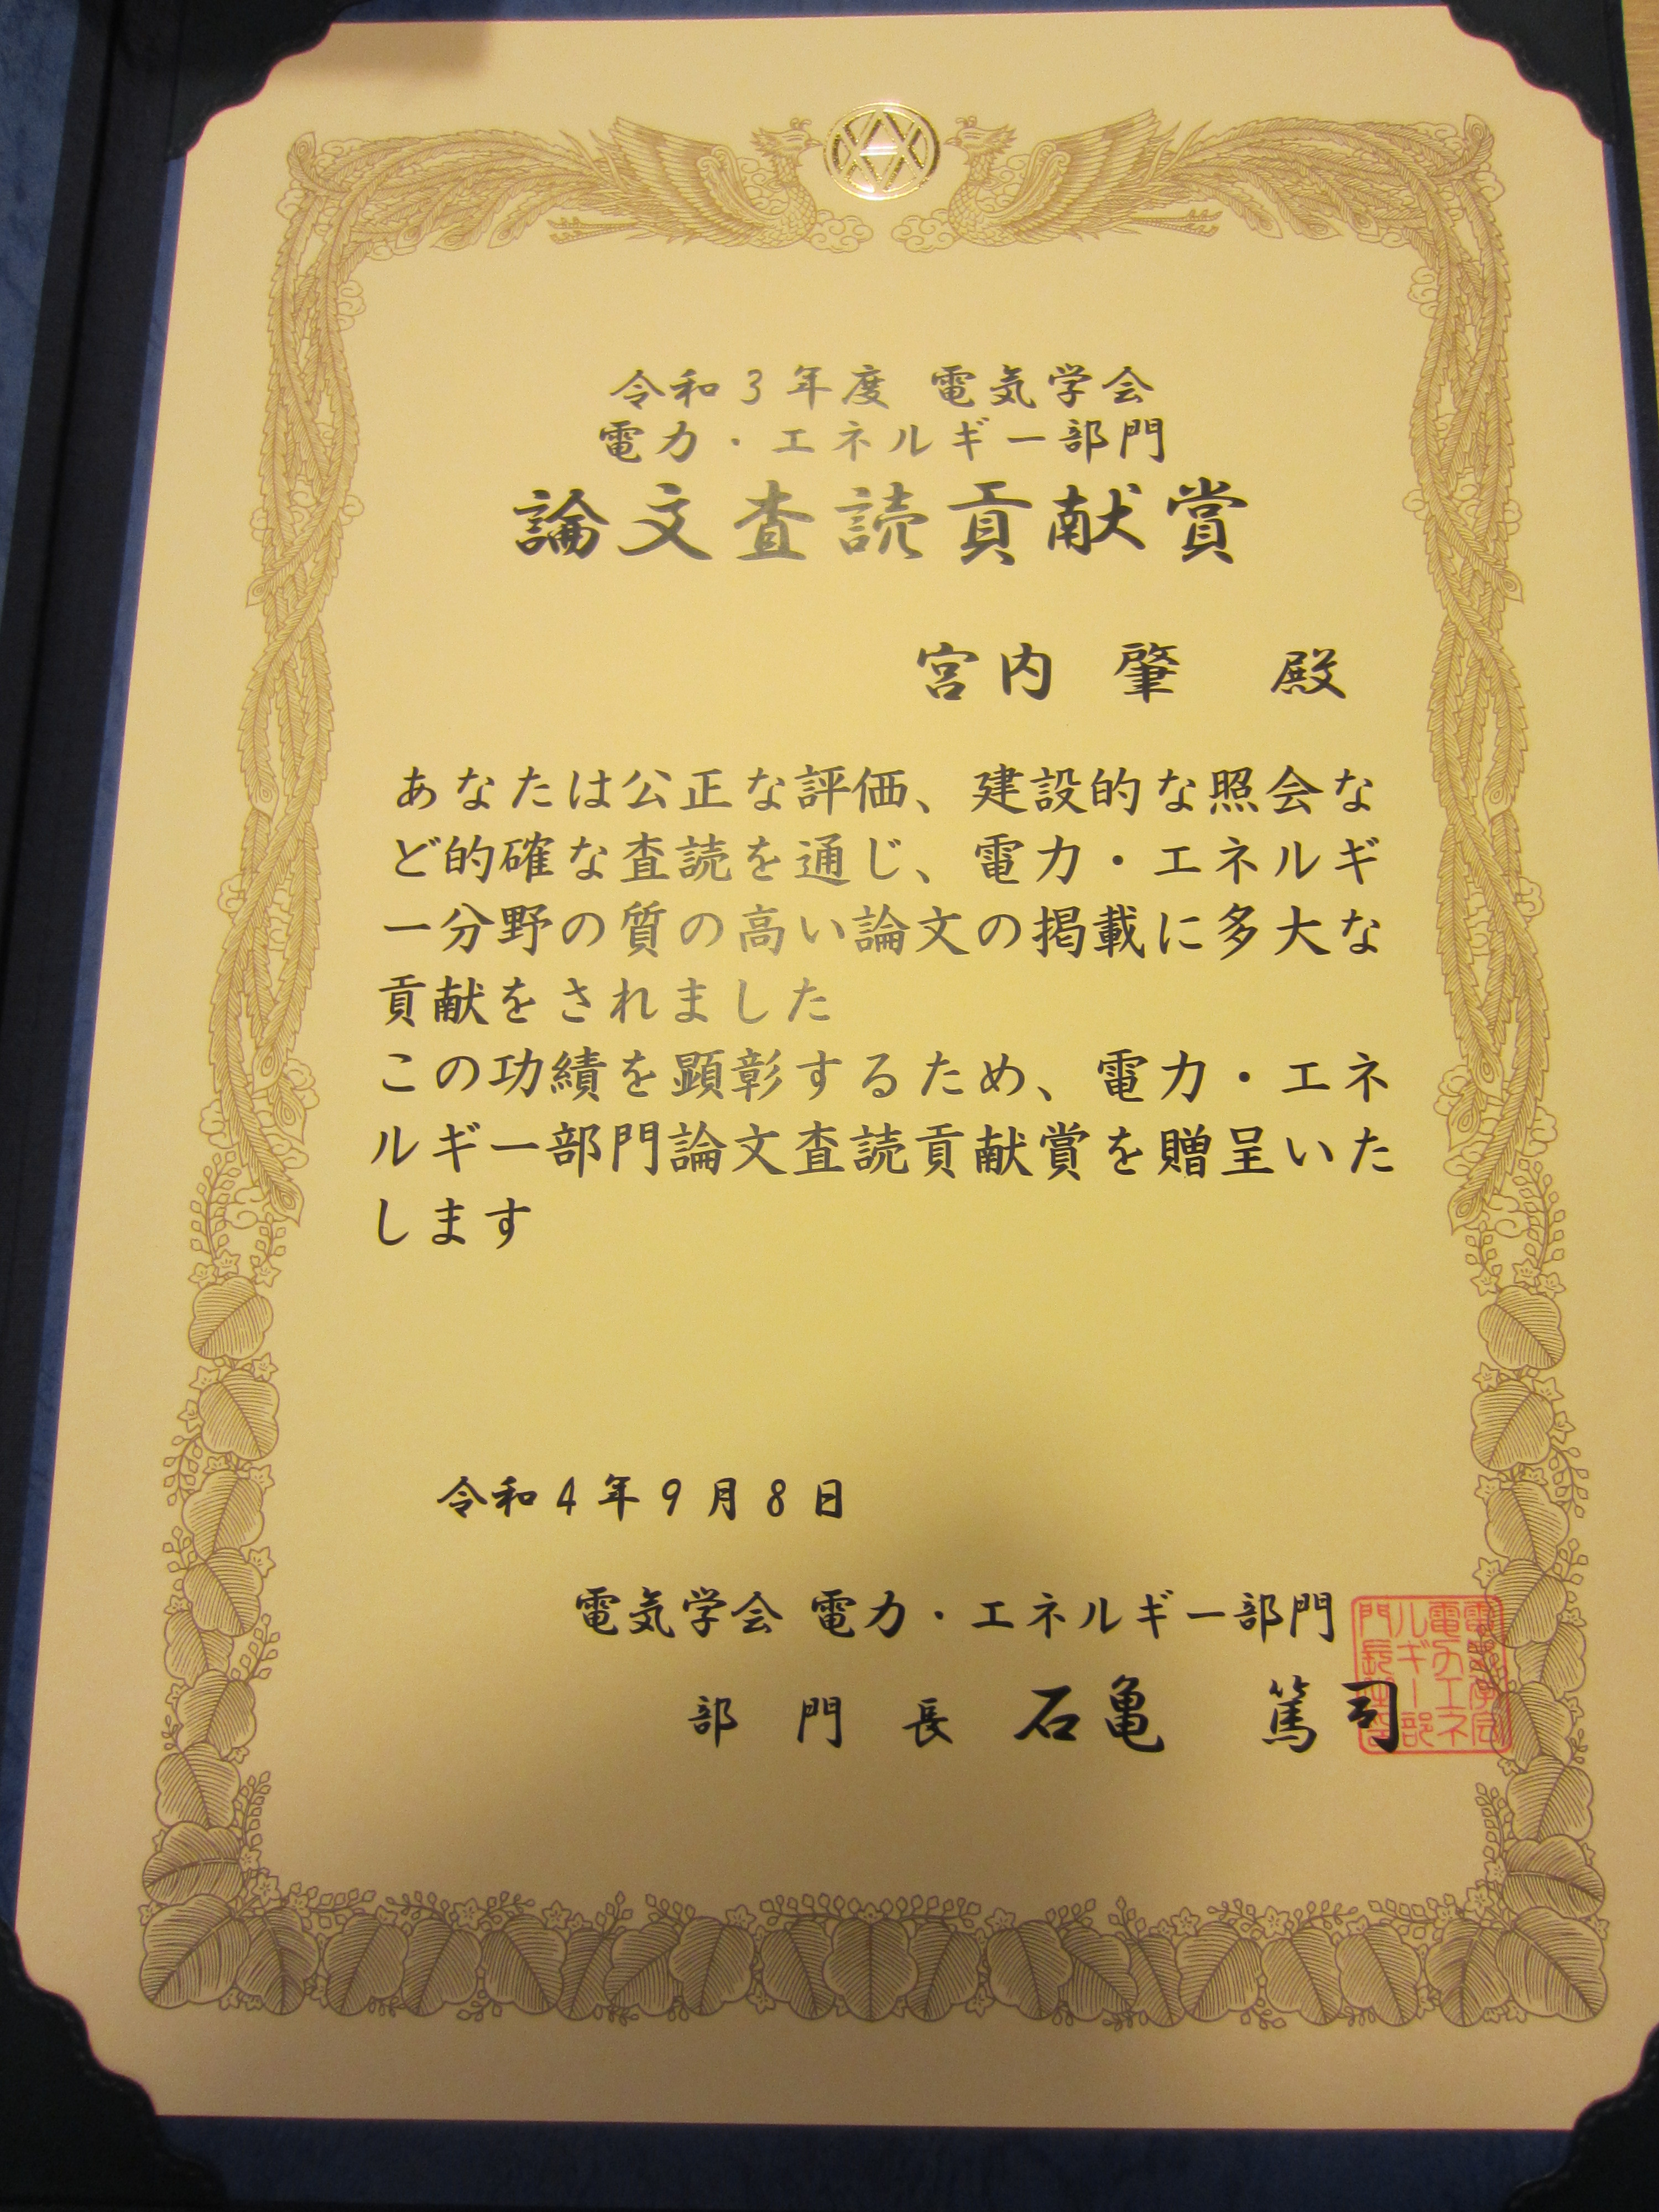 令和3年度 電気学会
電力・エネルギー部門
論文査読貢献賞
宮内 肇 殿
あなたは公正な評価、建設的な照会な
ど的確な査読を通じ、電力・エネルギ
ー分野の質の高い論文の掲載に多大な
貢献をされました
この功績を顕彰するため、電力・エネ
ルギー部門論文査読貢献賞を贈呈いた
します
令和4年9月8日
電気学会 電力・エネルギー部門
部門長 石亀 篤司